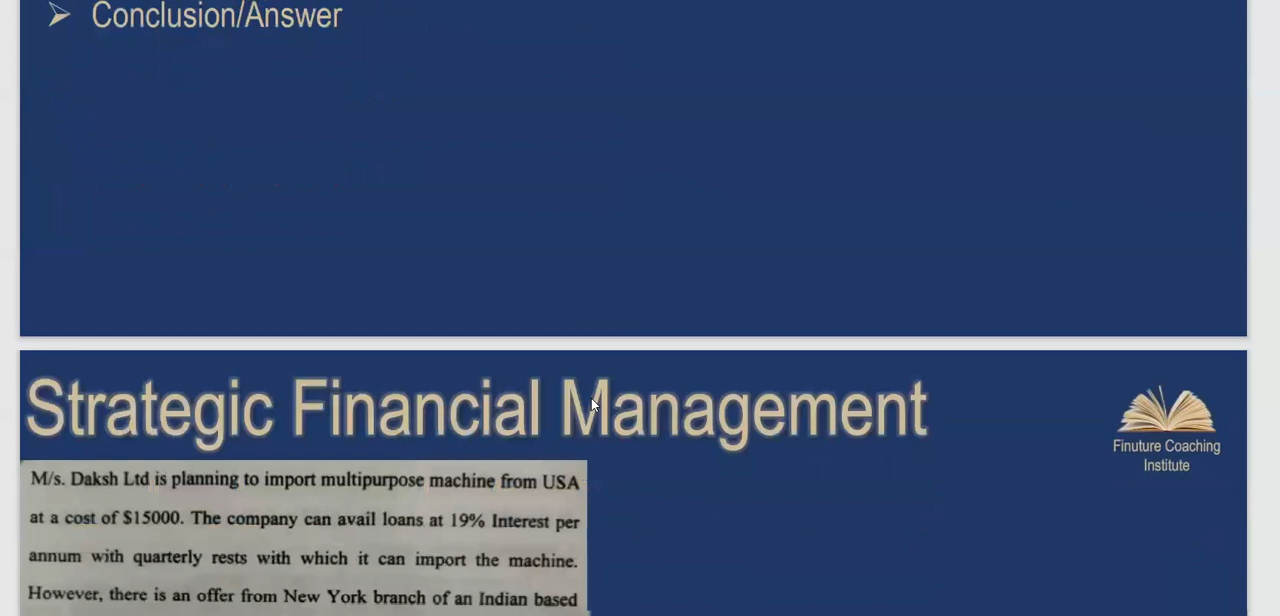 ➢ Conclusion/Answer
Strategic Financial Management
Finuture Coaching
Institute
M/s. Daksh Ltd is planning to import multipurpose machine from USA
at a cost of $15000. The company can avail loans at 19% Interest per
annum with quarterly rests with which it can import the machine.
However, there is an offer from New York branch of an Indian based